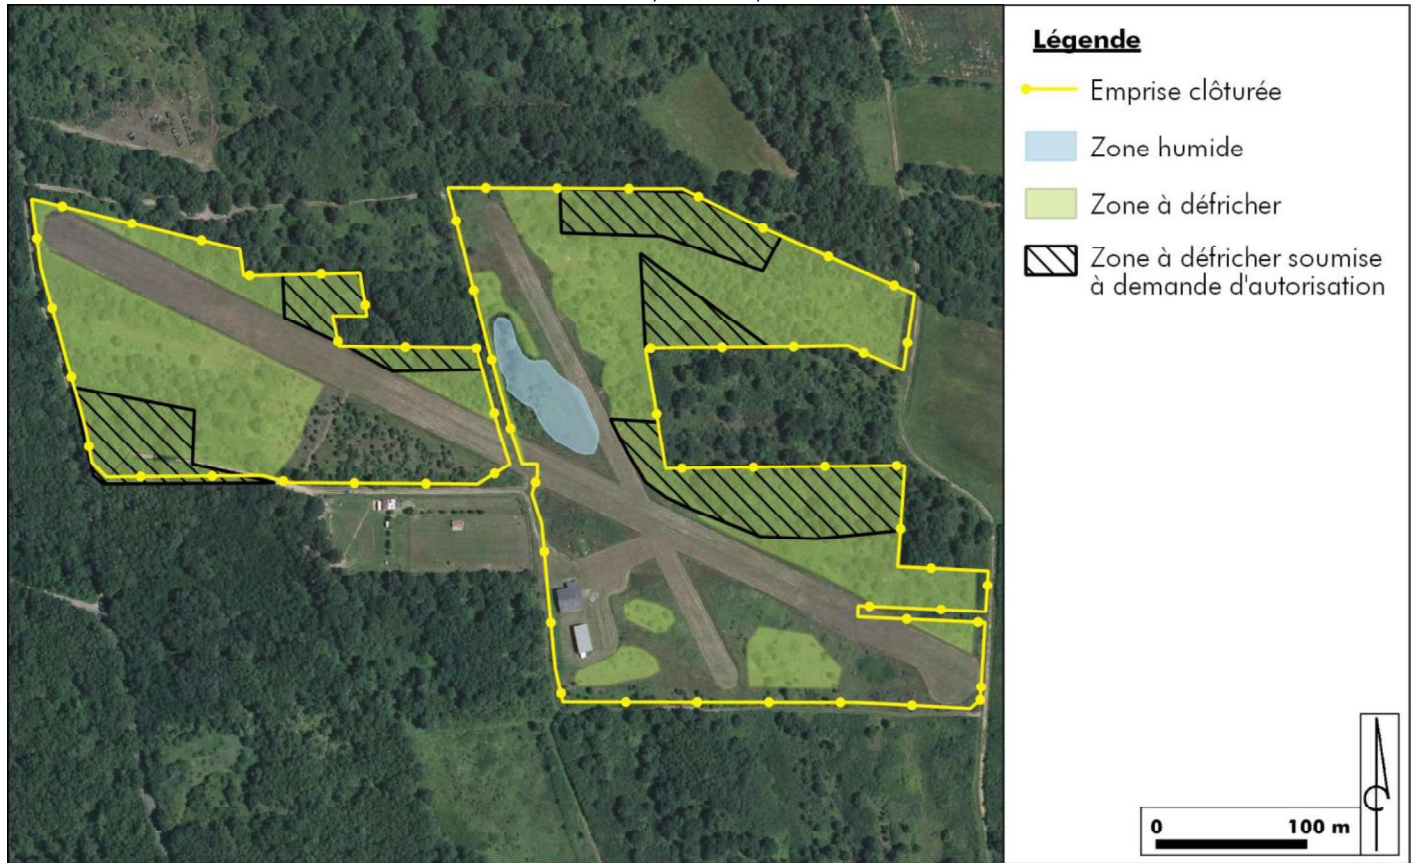 Légende
Emprise clôturée
Zone humide
Zone à défricher
Zone à défricher soumise
à demande d'autorisation
0 100 m